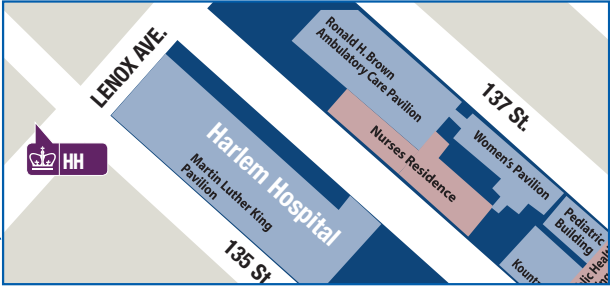 LENOX AVE.
Ronald H. Brown
Ambulatory Care Pavilion
137 St.
Nurses Residence
Women's Pavilion
Harlem Hospital
Martin Luther King
Pavilion
HH
Pediatric
Building
135 St